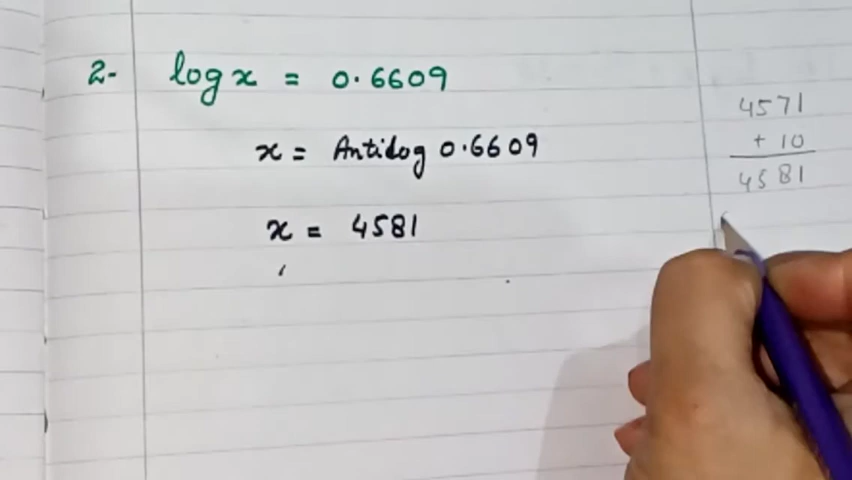 2- log x = 0.6609
x = Antilog 0.6609
x = 4581
4571
+ 10
4581